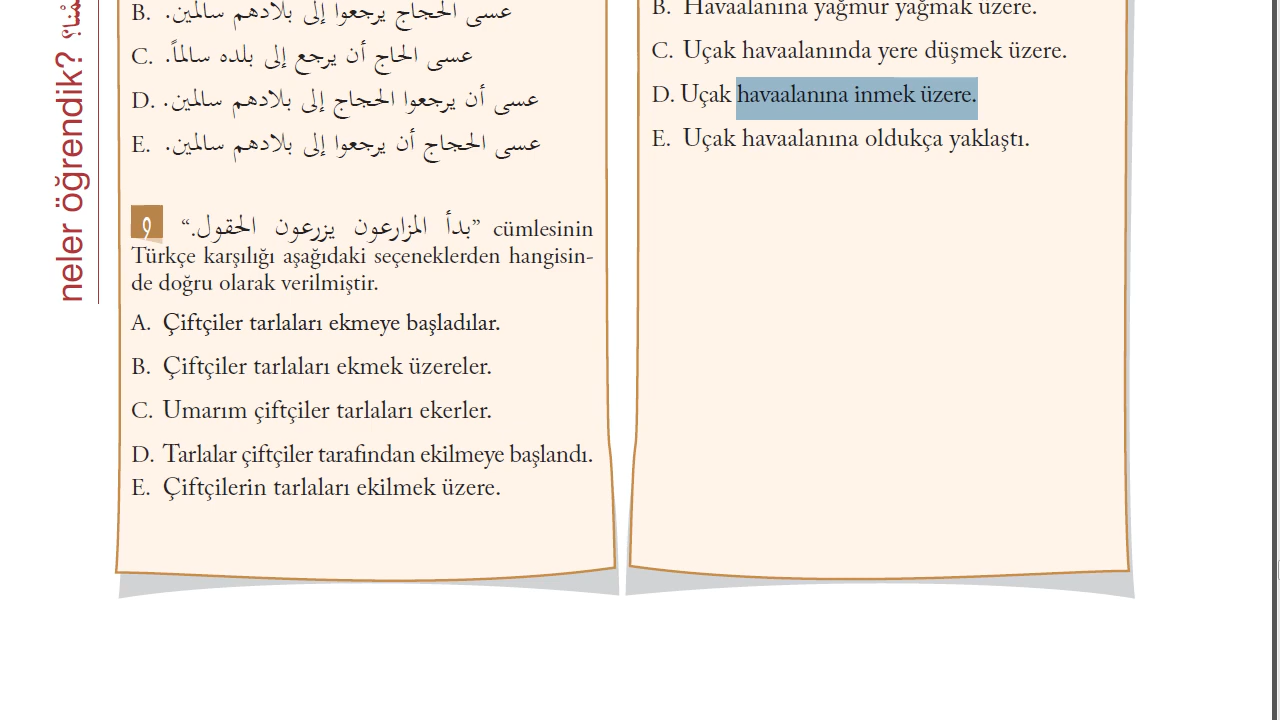 neler öğrendik?
B. عسى الحجاج يرجعوا إلى بلادهم سالمين.
C. عسى الحاج أن يرجع إلى بلده سالماً.
D. عسى أن يرجعوا الحجاج إلى بلادهم سالمين.
E. عسى الحجاج أن يرجعوا إلى بلادهم سالمين.
9 “بدأ المزارعون يزرعون الحقول.” cümlesinin
Türkçe karşılığı aşağıdaki seçeneklerden hangisin-
de doğru olarak verilmiştir.
A. Çiftçiler tarlaları ekmeye başladılar.
B. Çiftçiler tarlaları ekmek üzereler.
C. Umarım çiftçiler tarlaları ekerler.
D. Tarlalar çiftçiler tarafından ekilmeye başlandı.
E. Çiftçilerin tarlaları ekilmek üzere.
B. Havaalanına yağmur yağmak üzere.
C. Uçak havaalanında yere düşmek üzere.
D. Uçak havaalanına inmek üzere.
E. Uçak havaalanına oldukça yaklaştı.